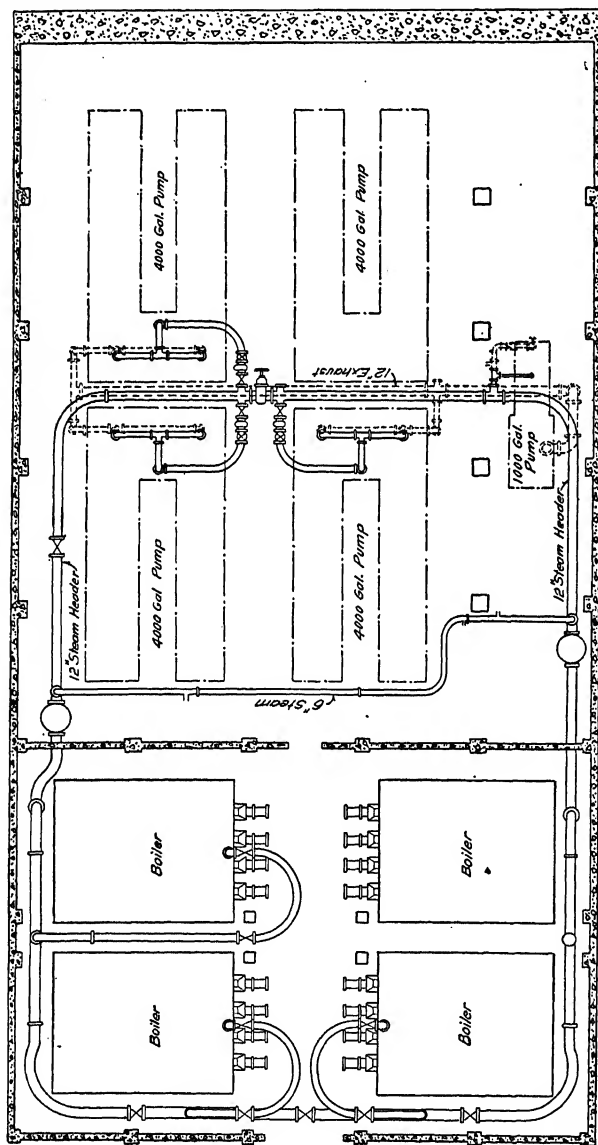 4000 Gal. Pump
4000 Gal. Pump
12" Exhaust
1000 Gal.
Pump
4000 Gal. Pump
4000 Gal. Pump
12" Steam Header
12" Steam Header
6" Steam
Boiler
Boiler
Boiler
Boiler